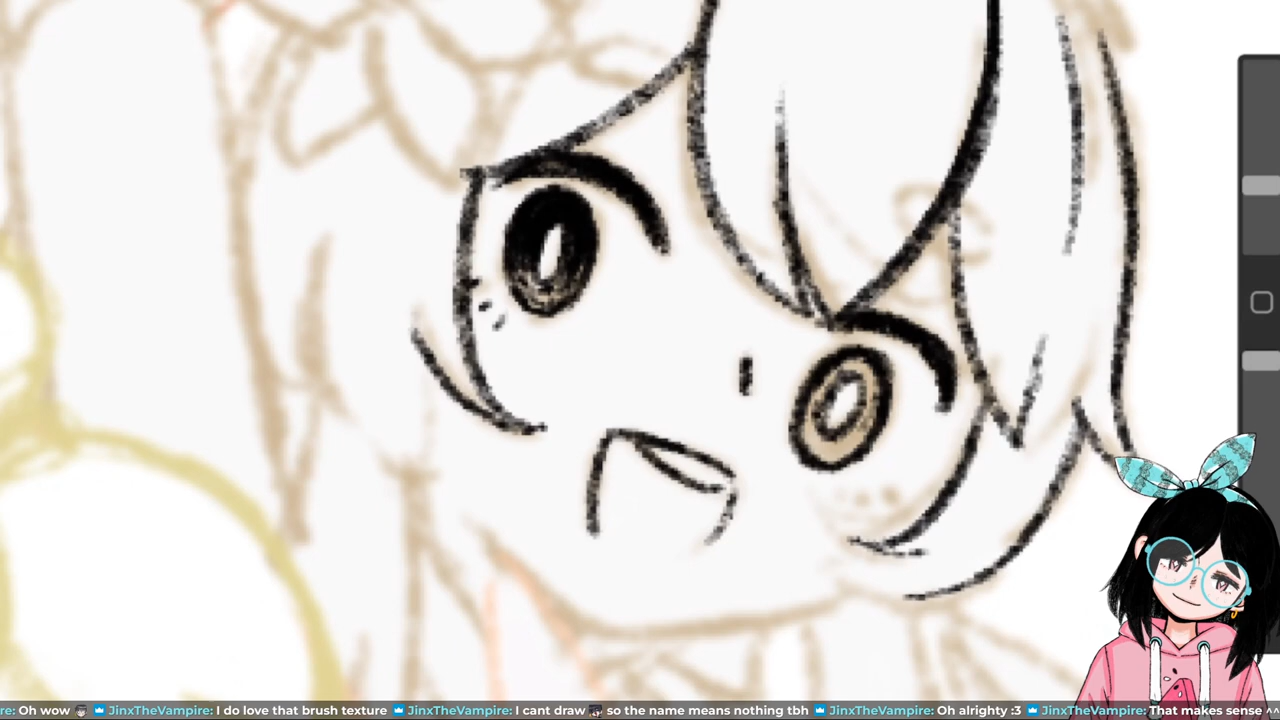 re: Oh wow JinxTheVampire: I do love that brush texture JinxTheVampire: I cant draw so the name means nothing tbh JinxTheVampire: Oh alrighty :3 JinxTheVampire: That makes sense ^^